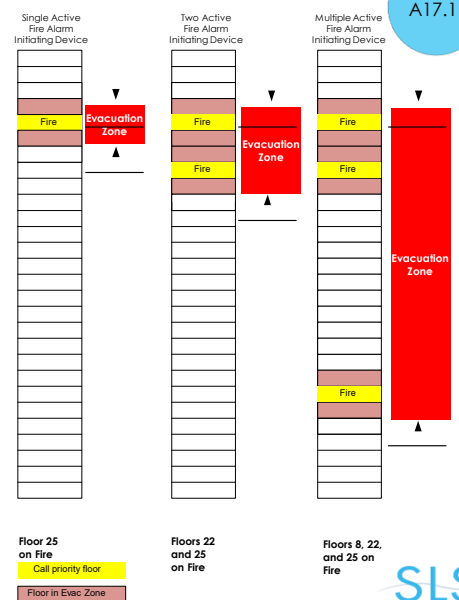 A17.1
Single Active
Fire Alarm
Initiating Device
Two Active
Fire Alarm
Initiating Device
Multiple Active
Fire Alarm
Initiating Device
Fire
Evacuation
Zone
Fire
Fire
Evacuation
Zone
Fire
Fire
Fire
Evacuation
Zone
Floor 25
on Fire
Call priority floor
Floor in Evac Zone
Floors 22
and 25
on Fire
Floors 8, 22,
and 25 on
Fire
SLS